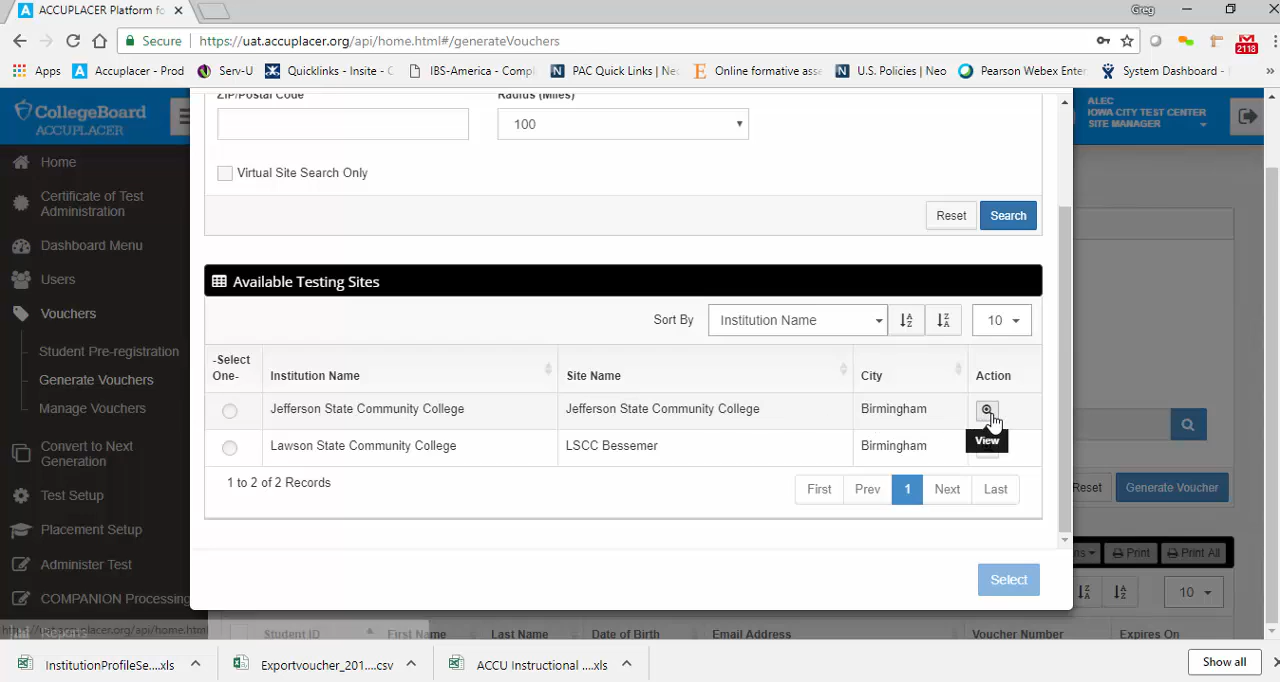 ACCUPLACER Platform fo
Greg
Secure
https://uat.accuplacer.org/api/home.html#/generateVouchers
2118
Apps
Accuplacer - Prod
Serv-U
Quicklinks - Insite - C
IBS-America - Compl
PAC Quick Links | Ne
Online formative asse
U.S. Policies | Neo
Pearson Webex Enter
System Dashboard -
»
CollegeBoard
ACCUPLACER
ALEC
IOWA CITY TEST CENTER
SITE MANAGER
Home
Certificate of Test
Administration
Dashboard Menu
Users
Vouchers
Student Pre-registration
Generate Vouchers
Manage Vouchers
Convert to Next
Generation
Test Setup
Placement Setup
Administer Test
COMPANION Processing
https://uat.accuplacer.org/api/home.html
ZIP/Postal Code
Radius (Miles)
100
Virtual Site Search Only
Reset
Search
Available Testing Sites
Sort By
Institution Name
10
-Select
One-
Institution Name
Site Name
City
Action
Jefferson State Community College
Jefferson State Community College
Birmingham
View
Lawson State Community College
LSCC Bessemer
Birmingham
1 to 2 of 2 Records
First
Prev
1
Next
Last
Select
Reset
Generate Voucher
Print
Print All
10
Student ID
First Name
Last Name
Date of Birth
Email Address
Voucher Number
Expires On
InstitutionProfileSe....xls
Exportvoucher_201....csv
ACCU Instructional ....xls
Show all